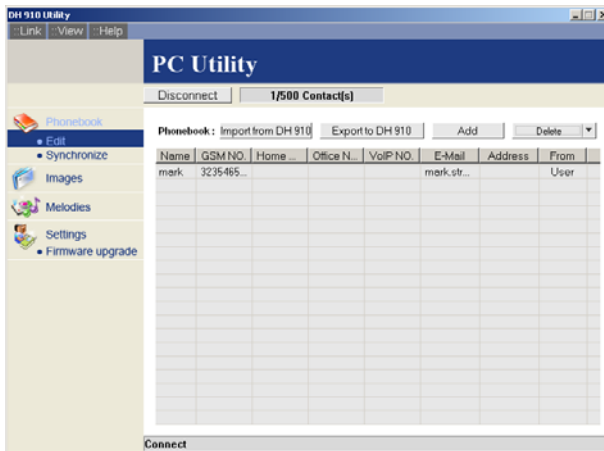 DH 910 Utility
::Link ::View ::Help
PC Utility
Disconnect 1/500 Contact(s)
Phonebook
• Edit
• Synchronize
Images
Melodies
Settings
• Firmware upgrade
Phonebook : Import from DH 910 Export to DH 910 Add Delete
Name GSM NO. Home ... Office N... VoIP NO. E-Mail Address From
mark 3235465... mark.str... User
Connect